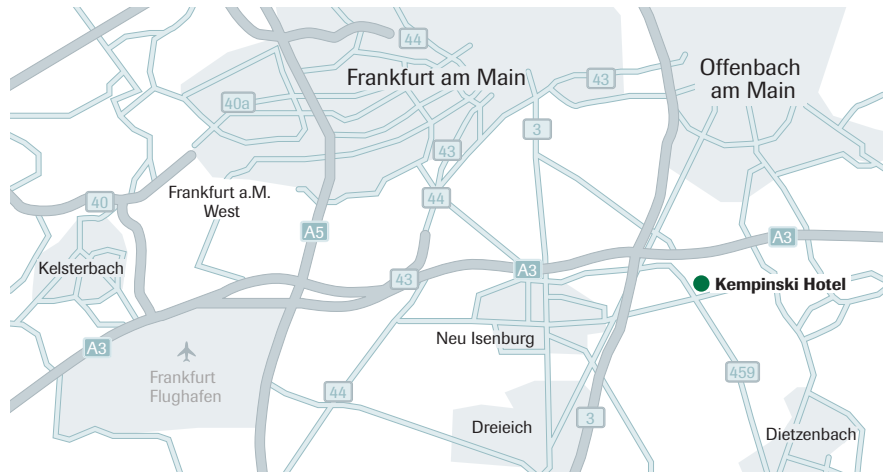 44
Frankfurt am Main
43
Offenbach
am Main
40a
3
43
40
Frankfurt a.M.
West
44
A5
A3
Kelsterbach
43
A3
Kempinski Hotel
Neu Isenburg
A3
Frankfurt
Flughafen
44
459
3
Dreieich
Dietzenbach